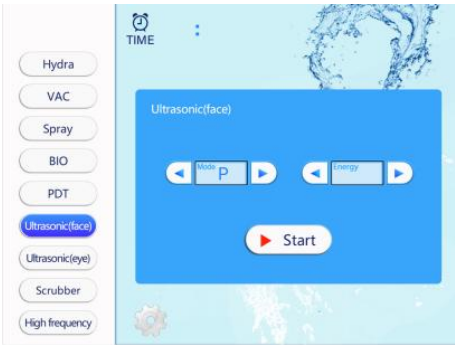 TIME
:
Hydra
VAC
Spray
BIO
PDT
Ultrasonic(face)
Ultrasonic(eye)
Scrubber
High frequency
Ultrasonic(face)
Mode P
Energy
Start